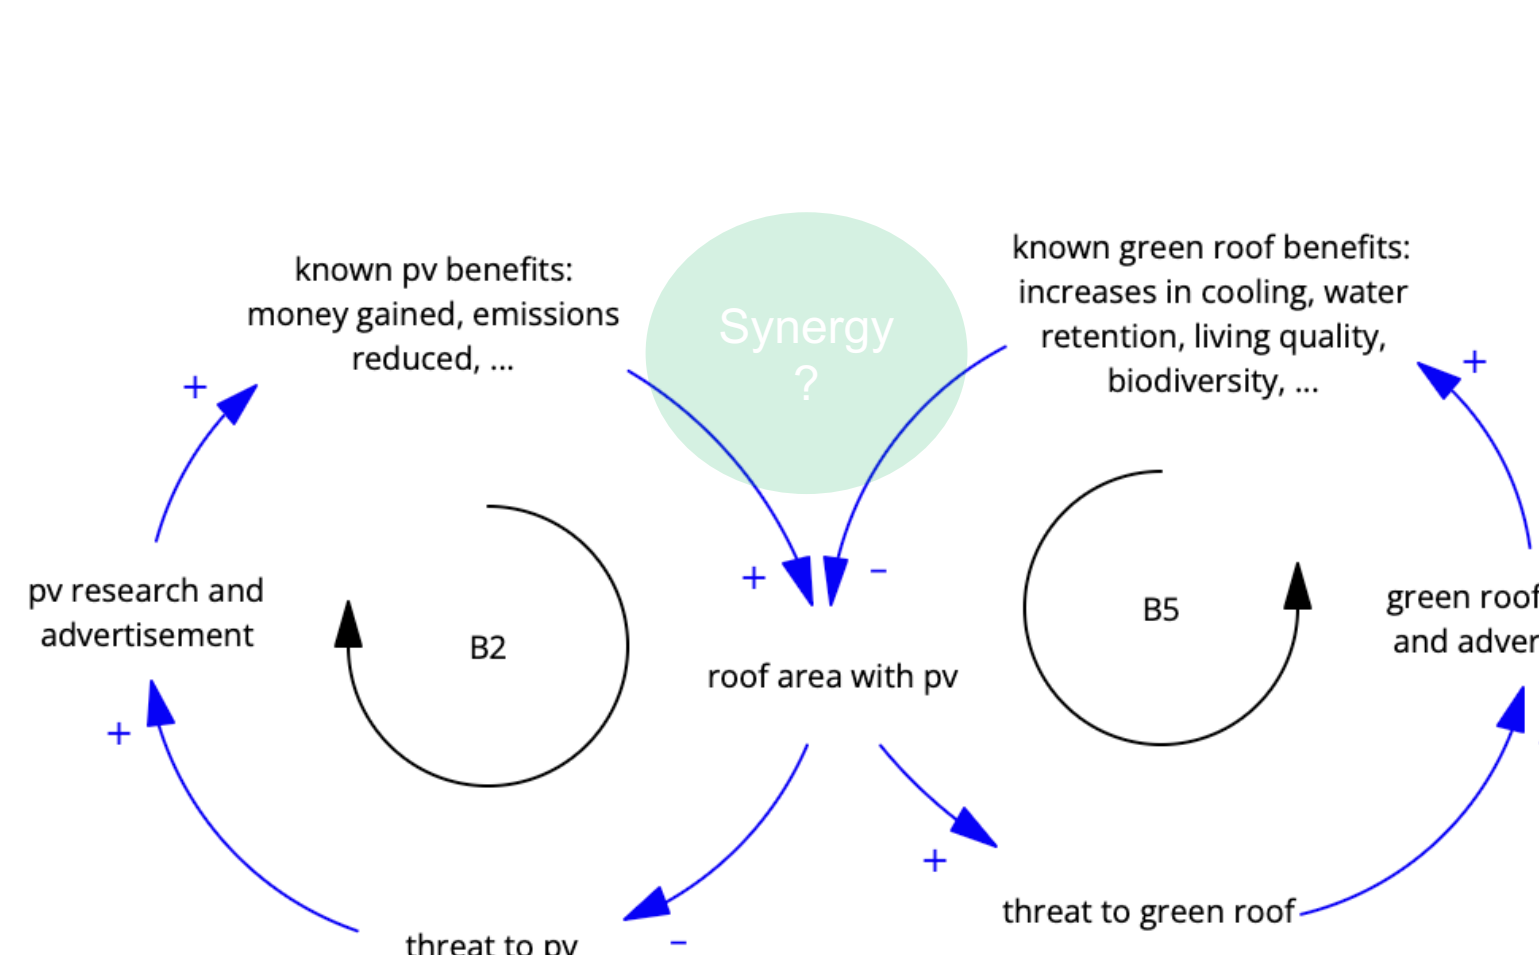 known pv benefits:
money gained, emissions
reduced, ...
Synergy
?
known green roof benefits:
increases in cooling, water
retention, living quality,
biodiversity, ...
+
+
+
–
pv research and
advertisement
B2
B5
green roof
and adver
roof area with pv
+
+
threat to green roof
threat to pv
–